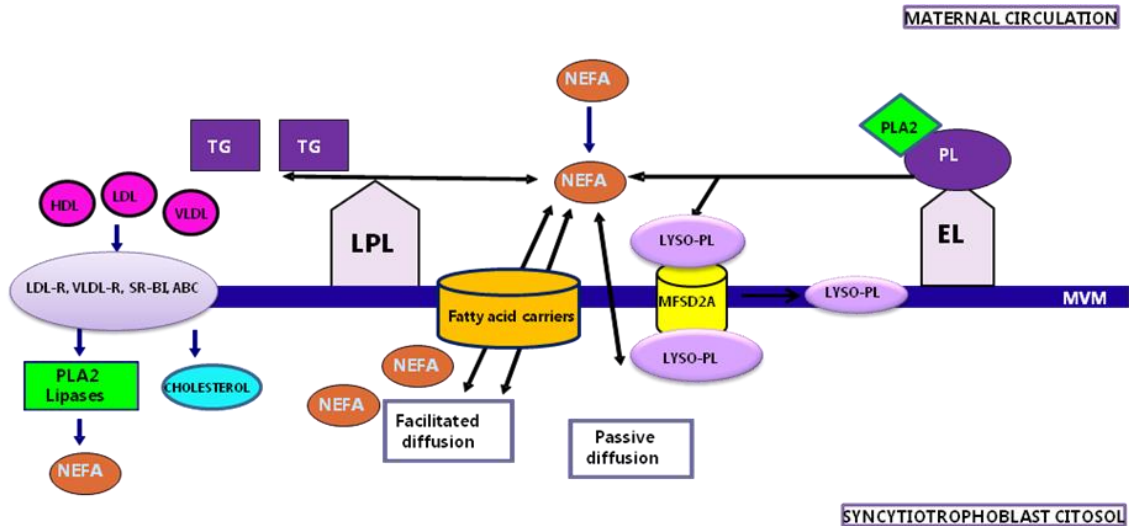 MATERNAL CIRCULATION
NEFA
PLA2
TG
TG
PL
NEFA
HDL
LDL
VLDL
LPL
LYSO-PL
EL
LDL-R, VLDL-R, SR-BI, ABC
MFSD2A
LYSO-PL
MVM
Fatty acid carriers
LYSO-PL
PLA2
Lipases
CHOLESTEROL
NEFA
NEFA
Facilitated
diffusion
Passive
diffusion
NEFA
SYNCYTIOTROPHOBLAST CITOSOL